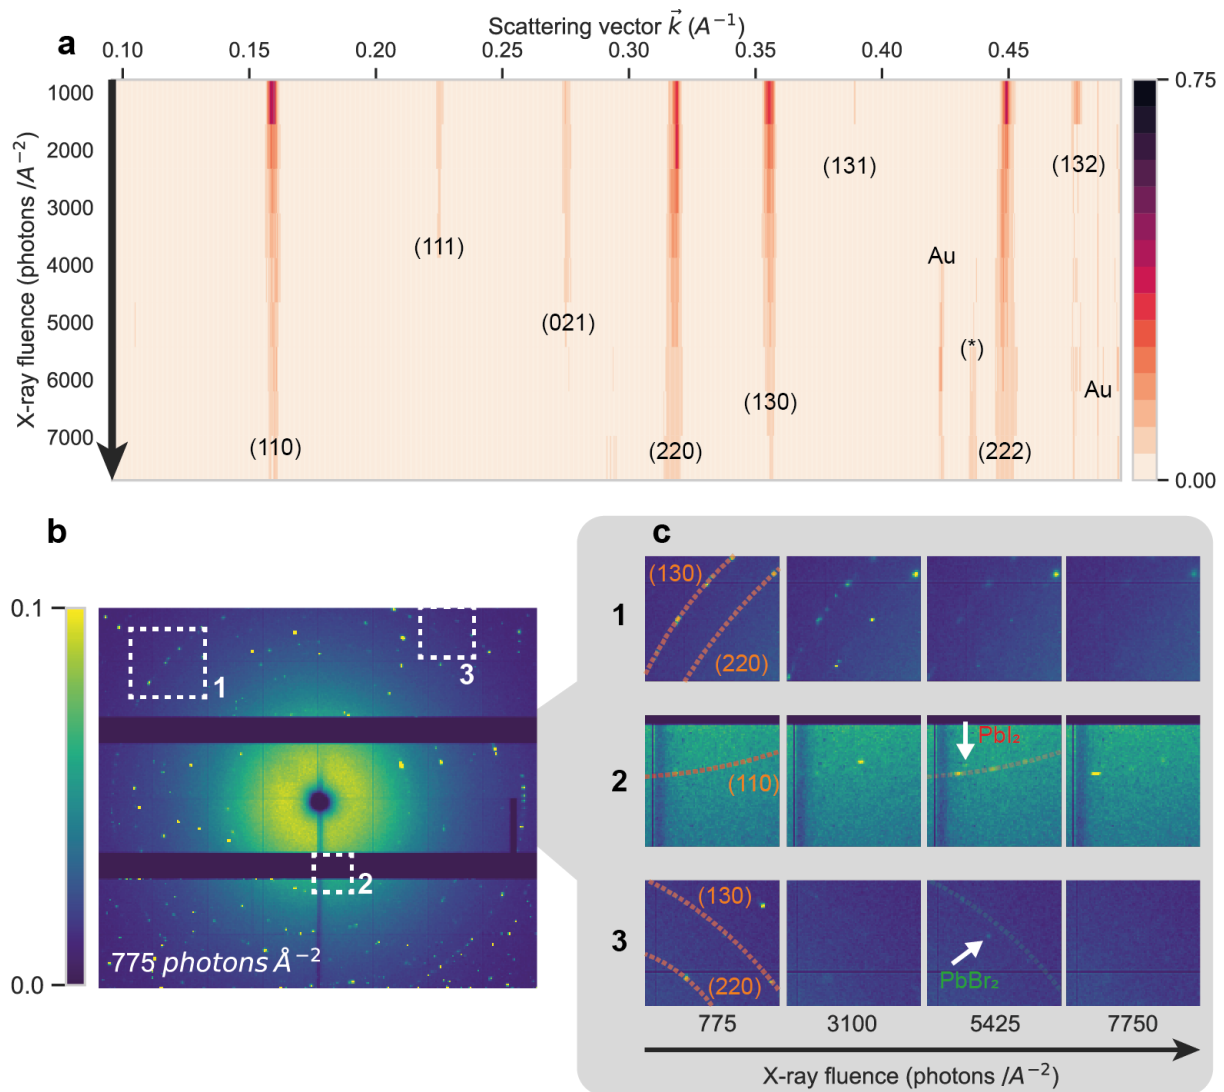 a
Scattering vector k⃗ (A⁻¹)
0.10 0.15 0.20 0.25 0.30 0.35 0.40 0.45
X-ray fluence (photons /A⁻²)
1000
2000
3000
4000
5000
6000
7000
(131)
(132)
(111)
Au
(021)
(*)
Au
(130)
(110)
(220)
(222)
0.75
0.00
b
0.1
0.0
1
3
2
775 photons Å⁻²
c
1
(130)
(220)
2
(110)
PbI₂
3
(130)
(220)
PbBr₂
775 3100 5425 7750
X-ray fluence (photons /A⁻²)